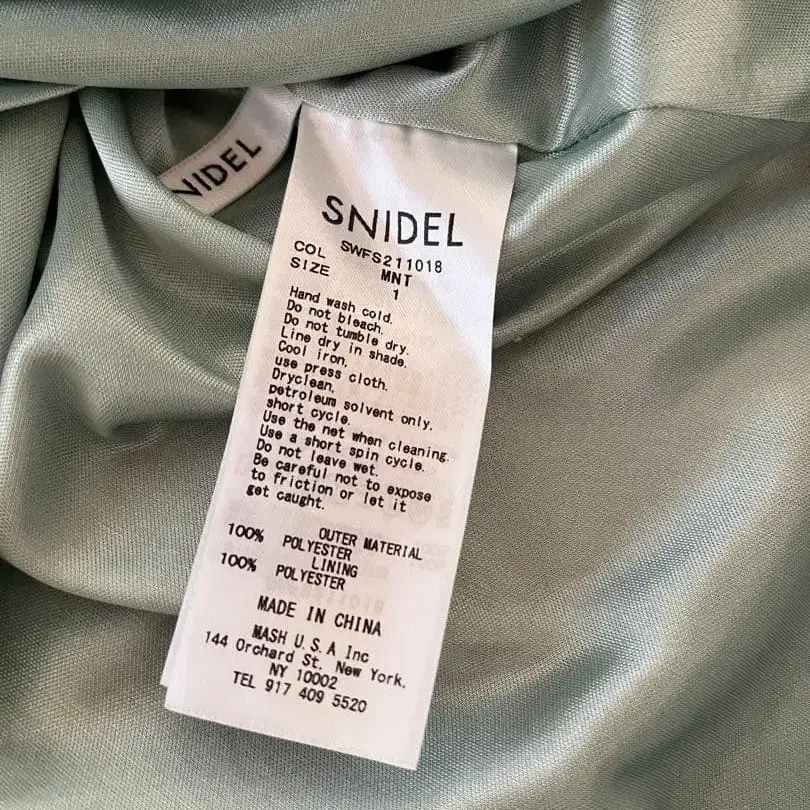 SNIDEL
SNIDEL
SWFS211018
COL MNT
SIZE 1
Hand wash cold.
Do not bleach.
Do not tumble dry.
Line dry in shade.
Cool iron,
use press cloth.
Dryclean,
petroleum solvent only,
short cycle.
Use the net when cleaning.
Use a short spin cycle.
Do not leave wet.
Be careful not to expose
to friction or let it
get caught.
OUTER MATERIAL
100% POLYESTER
LINING
100% POLYESTER
MADE IN CHINA
MASH U.S.A Inc
144 Orchard St. New York.
NY 10002
TEL 917 409 5520